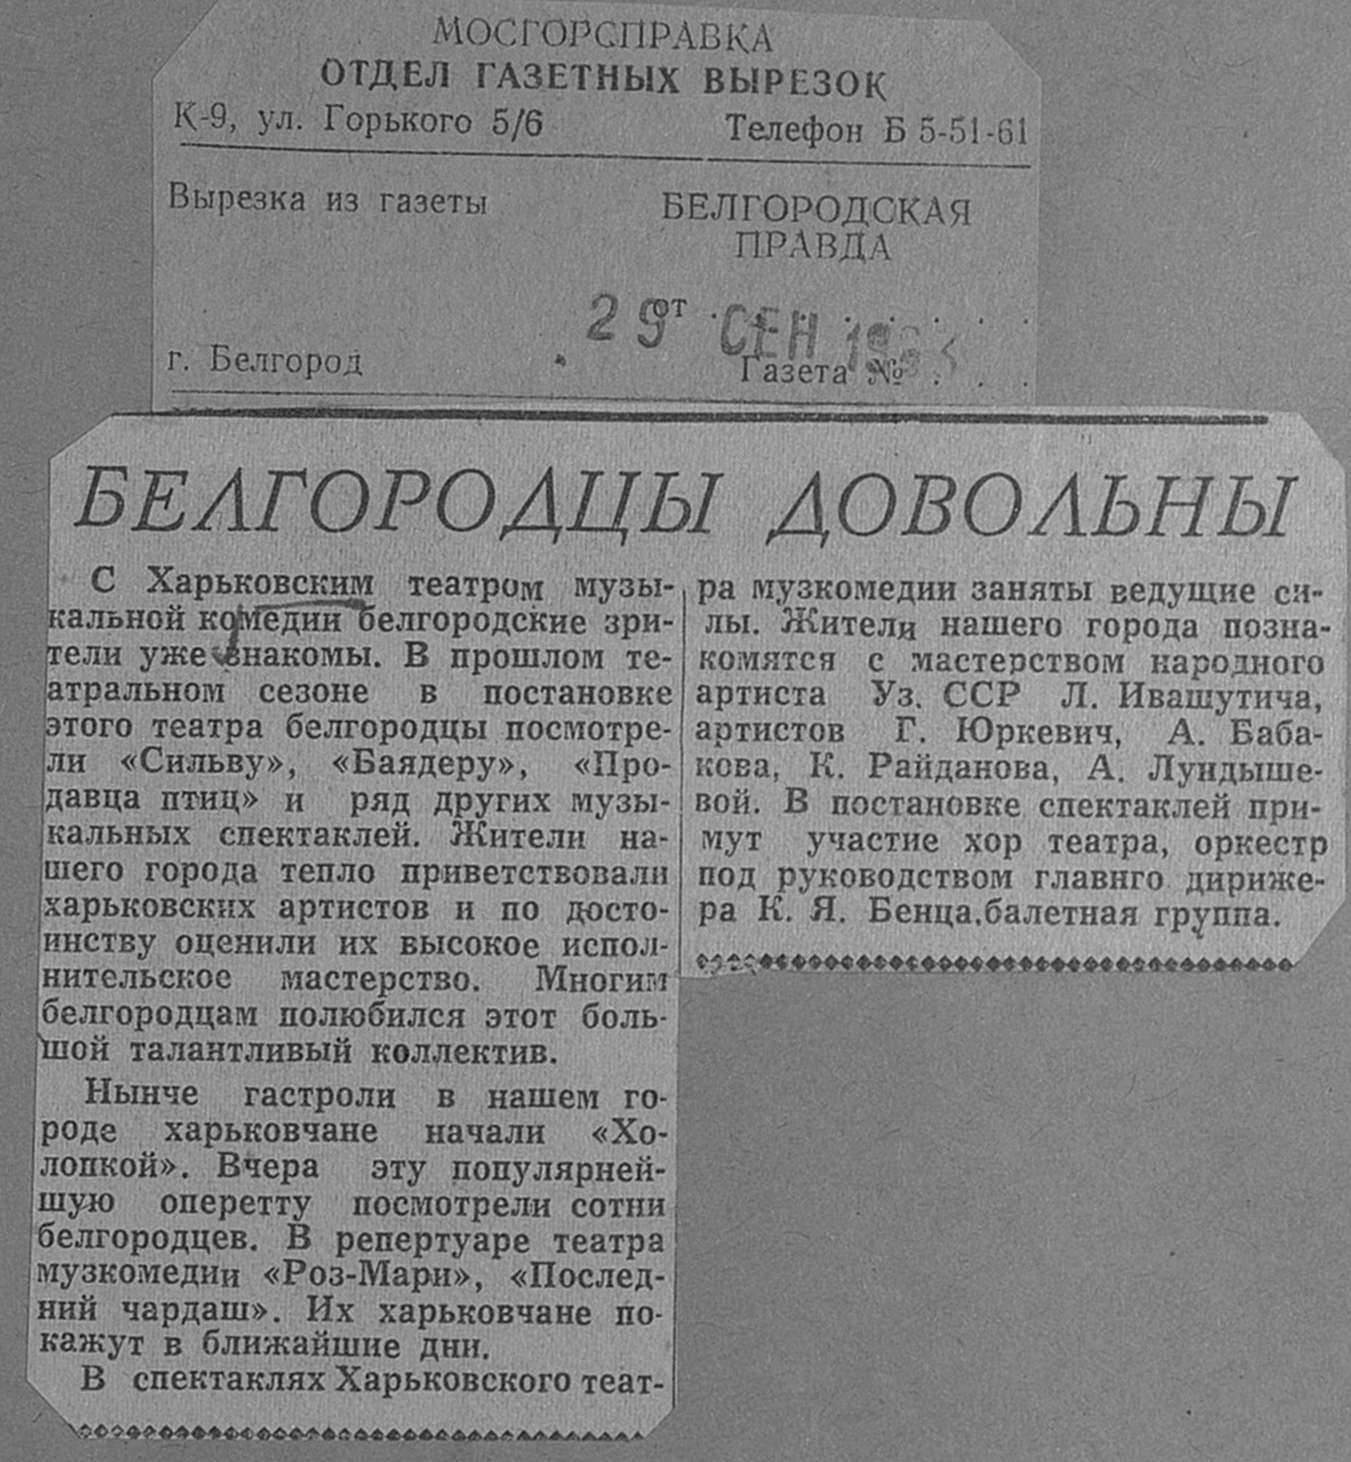 МОСГОРСПРАВКА
ОТДЕЛ ГАЗЕТНЫХ ВЫРЕЗОК
К-9, ул. Горького 5/6 Телефон Б 5-51-61
Вырезка из газеты БЕЛГОРОДСКАЯ
ПРАВДА
от
29 СЕН
г. Белгород Газета №
БЕЛГОРОДЦЫ ДОВОЛЬНЫ
С Харьковским театром музы-
кальной комедии белгородские зри-
тели уже знакомы. В прошлом те-
атральном сезоне в постановке
этого театра белгородцы посмотре-
ли «Сильву», «Баядеру», «Про-
давца птиц» и ряд других музы-
кальных спектаклей. Жители на-
шего города тепло приветствовали
харьковских артистов и по досто-
инству оценили их высокое испол-
нительское мастерство. Многим
белгородцам полюбился этот боль-
шой талантливый коллектив.
Нынче гастроли в нашем го-
роде харьковчане начали «Хо-
лопкой». Вчера эту популярней-
шую оперетту посмотрели сотни
белгородцев. В репертуаре театра
музкомедии «Роз-Мари», «Послед-
ний чардаш». Их харьковчане по-
кажут в ближайшие дни.
В спектаклях Харьковского теат-
ра музкомедии заняты ведущие си-
лы. Жители нашего города позна-
комятся с мастерством народного
артиста Уз. ССР Л. Ивашутича,
артистов Г. Юркевич, А. Баба-
кова, К. Райданова, А. Лундыше-
вой. В постановке спектаклей при-
мут участие хор театра, оркестр
под руководством главнго дириже-
ра К. Я. Бенца,балетная группа.